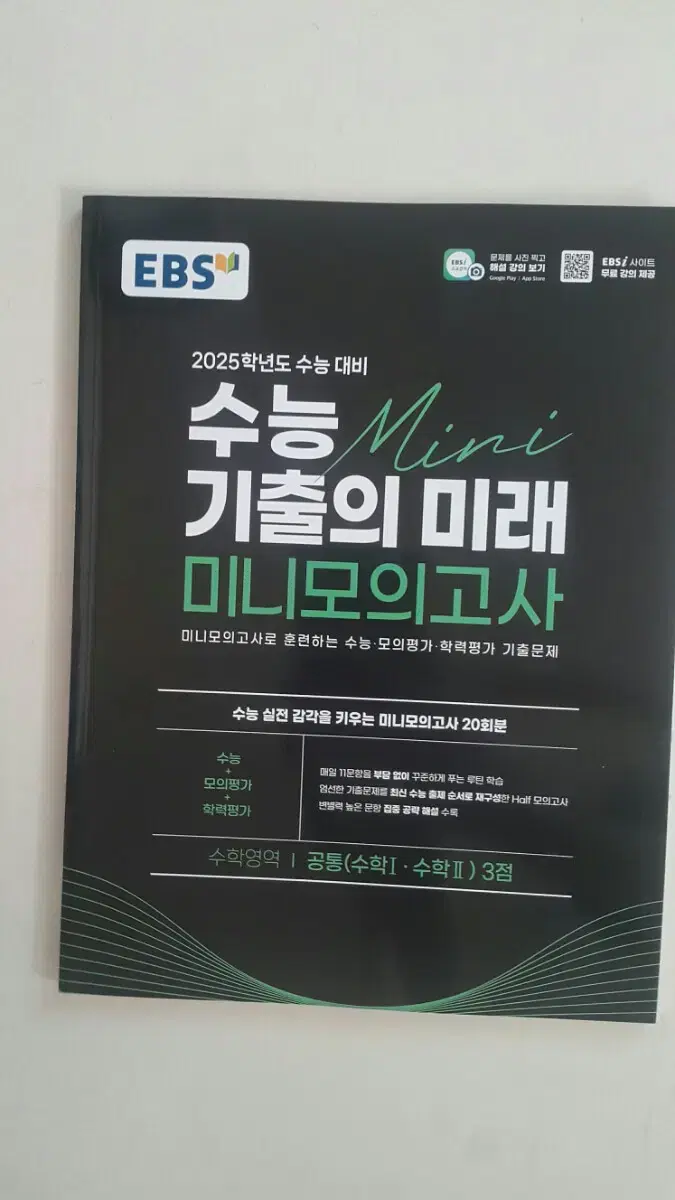 EBS
EBSi
고교강의
문제를 사진 찍고
해설 강의 보기
Google Play | App Store
EBSi 사이트
무료 강의 제공
2025학년도 수능 대비
수능 Mini
기출의 미래
미니모의고사
미니모의고사로 훈련하는 수능·모의평가·학력평가 기출문제
수능 실전 감각을 키우는 미니모의고사 20회분
수능
+
모의평가
+
학력평가
매일 11문항을 부담 없이 꾸준하게 푸는 루틴 학습
엄선한 기출문제를 최신 수능 출제 순서로 재구성한 Half 모의고사
변별력 높은 문항 집중 공략 해설 수록
수학영역 | 공통(수학Ⅰ·수학Ⅱ) 3점